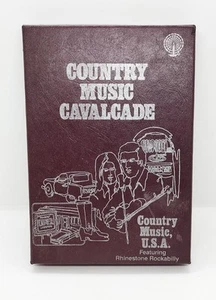 COUNTRY
MUSIC
CAVALCADE
Country
Music,
U.S.A.
Featuring
Rhinestone Rockabilly